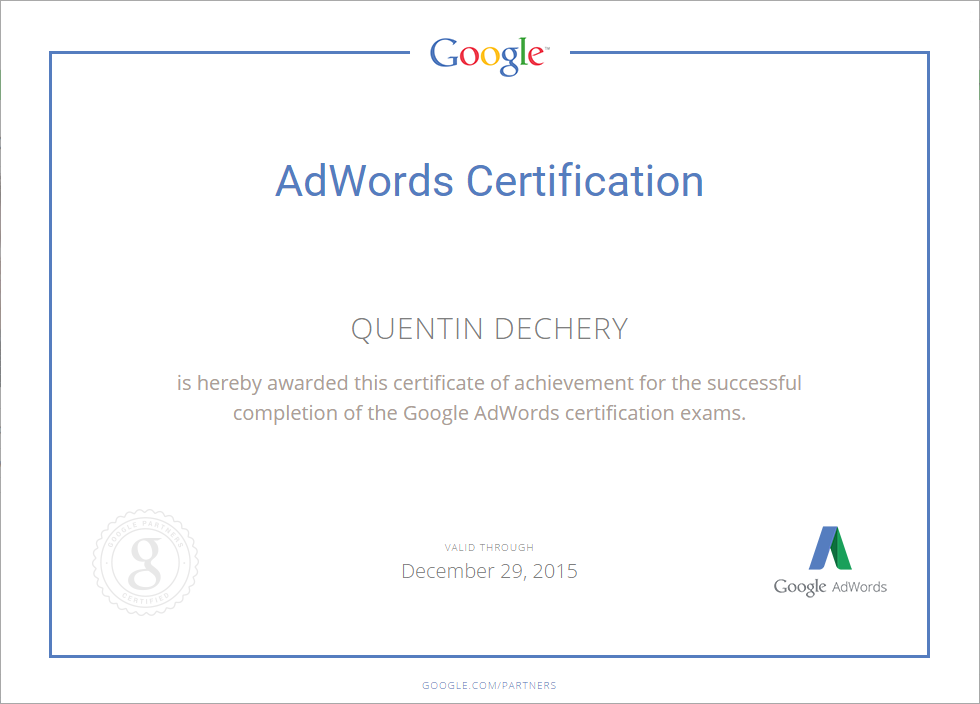 Google™
AdWords Certification
QUENTIN DECHERY
is hereby awarded this certificate of achievement for the successful
completion of the Google AdWords certification exams.
GOOGLE PARTNERS
g
CERTIFIED
VALID THROUGH
December 29, 2015
Google AdWords
GOOGLE.COM/PARTNERS